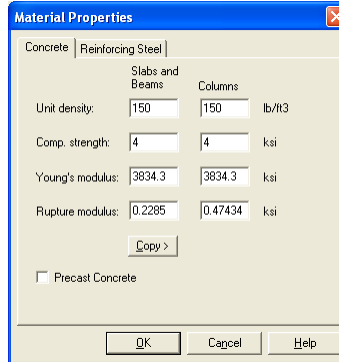 Material Properties
Concrete Reinforcing Steel
Slabs and
Beams Columns
Unit density: 150 150 lb/ft3
Comp. strength: 4 4 ksi
Young's modulus: 3834.3 3834.3 ksi
Rupture modulus: 0.2285 0.47434 ksi
Copy >
Precast Concrete
OK Cancel Help